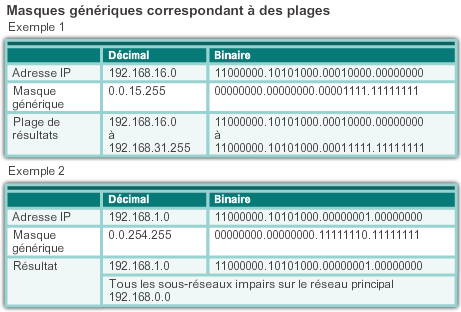 Masques génériques correspondant à des plages
Exemple 1
Décimal Binaire
Adresse IP 192.168.16.0 11000000.10101000.00010000.00000000
Masque générique 0.0.15.255 00000000.00000000.00001111.11111111
Plage de résultats 192.168.16.0 11000000.10101000.00010000.00000000
à à
192.168.31.255 11000000.10101000.00011111.11111111
Exemple 2
Décimal Binaire
Adresse IP 192.168.1.0 11000000.10101000.00000001.00000000
Masque générique 0.0.254.255 00000000.00000000.11111110.11111111
Résultat 192.168.1.0 11000000.10101000.00000001.00000000
Tous les sous-réseaux impairs sur le réseau principal
192.168.0.0